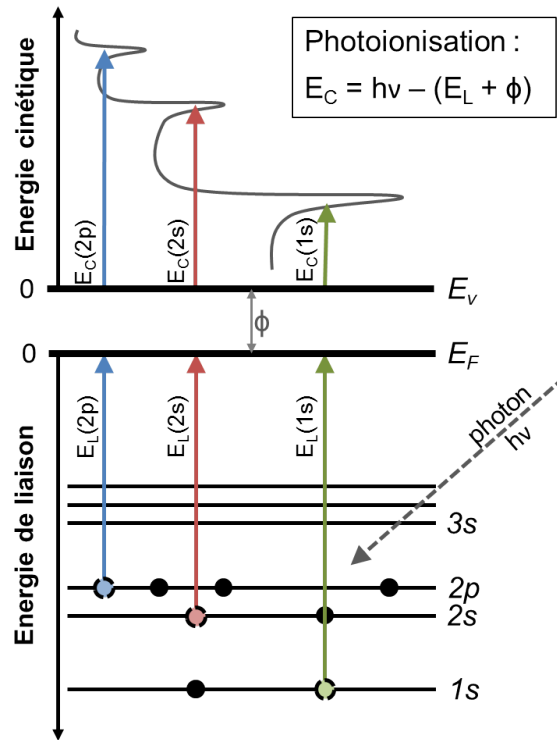 Photoionisation :
E_C = hν – (E_L + ϕ)
Energie cinétique
E_C(2p)
E_C(2s)
E_C(1s)
0
E_v
ϕ
0
E_F
E_L(2p)
E_L(2s)
E_L(1s)
photon
hν
Energie de liaison
3s
2p
2s
1s